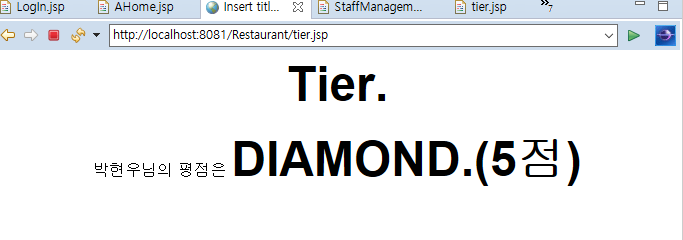 LogIn.jsp AHome.jsp Insert titl... StaffManagem... tier.jsp »7
http://localhost:8081/Restaurant/tier.jsp
Tier.
박현우님의 평점은 DIAMOND.(5점)